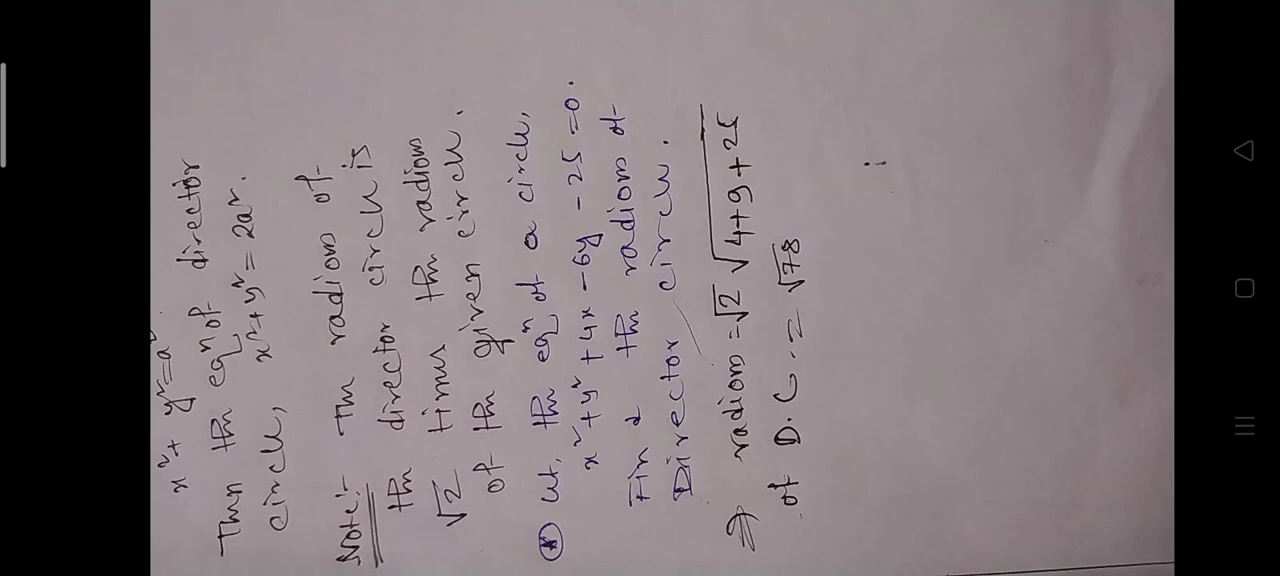 x² + y² = a²
Then the eqⁿ of director
circle, x² + y² = 2a².
Note:- The radious of
the director circle is
√2 times the radious
of the given circle.
* Let, the eqⁿ of a circle,
x² + y² + 4x - 6y - 25 = 0.
Find the radious of
Director circle.
⇒ radious = √2 √4+9+25
of D.C. = √78